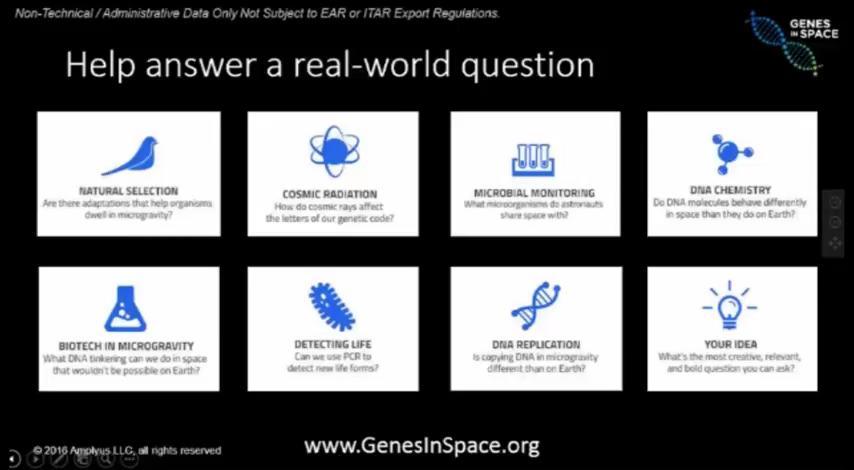 Non-Technical / Administrative Data Only Not Subject to EAR or ITAR Export Regulations.
GENES
IN SPACE
Help answer a real-world question
NATURAL SELECTION
Are there adaptations that help organisms
dwell in microgravity?
COSMIC RADIATION
How do cosmic rays affect
the letters of our genetic code?
MICROBIAL MONITORING
What microorganisms do astronauts
share space with?
DNA CHEMISTRY
Do DNA molecules behave differently
in space than they do on Earth?
BIOTECH IN MICROGRAVITY
What DNA tinkering can we do in space
that wouldn't be possible on Earth?
DETECTING LIFE
Can we use PCR to
detect new life forms?
DNA REPLICATION
Is copying DNA in microgravity
different than on Earth?
YOUR IDEA
What's the most creative, relevant,
and bold question you can ask?
© 2016 Amplyus LLC, all rights reserved
www.GenesInSpace.org